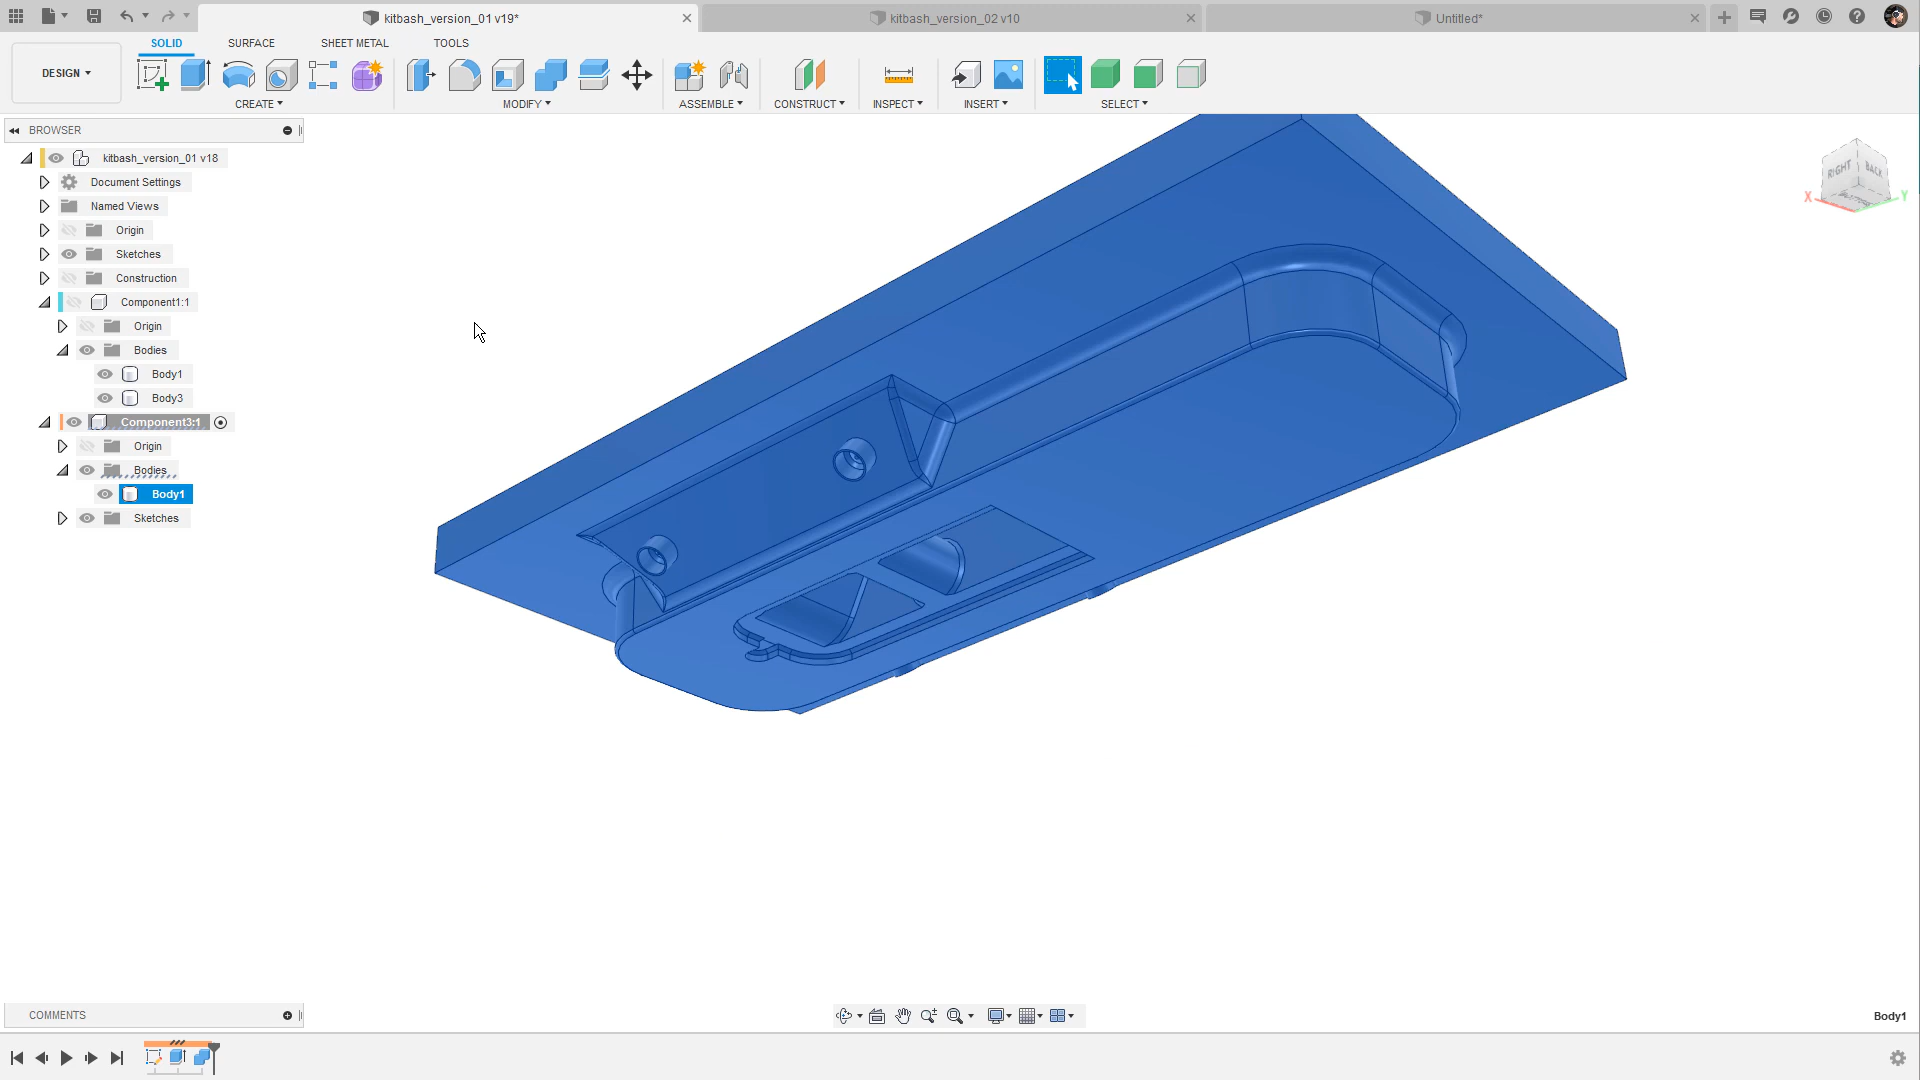 kitbash_version_01 v19*
kitbash_version_02 v10
Untitled*
SOLID
SURFACE
SHEET METAL
TOOLS
DESIGN
CREATE
MODIFY
ASSEMBLE
CONSTRUCT
INSPECT
INSERT
SELECT
BROWSER
kitbash_version_01 v18
Document Settings
Named Views
Origin
Sketches
Construction
Component1:1
Origin
Bodies
Body1
Body3
Component3:1
Origin
Bodies
Body1
Sketches
RIGHT
BACK
X
Y
COMMENTS
Body1